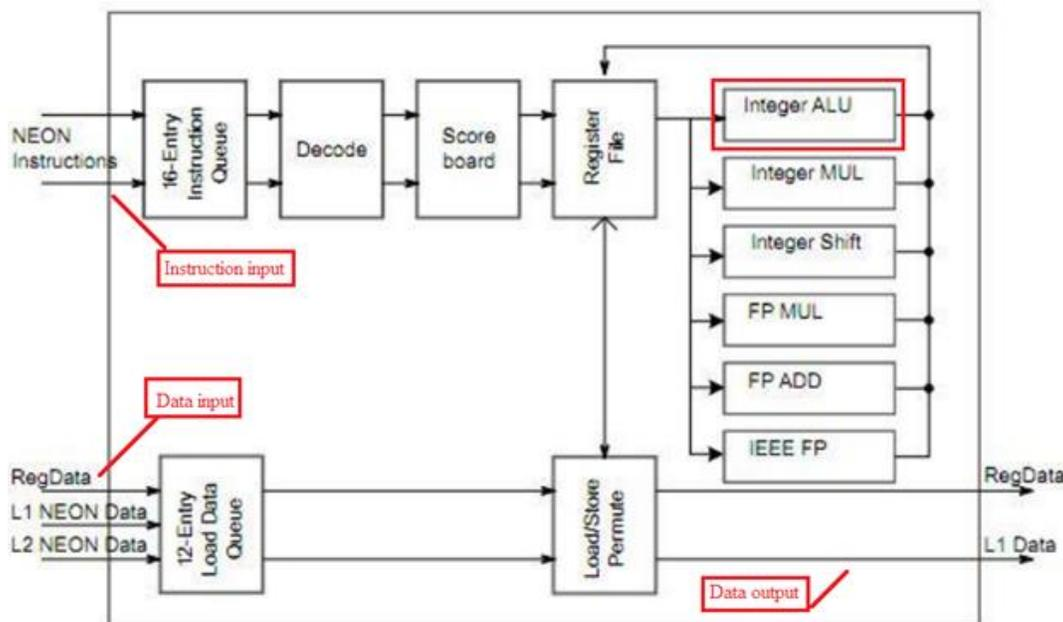 NEON
Instructions
16-Entry
Instruction
Queue
Decode
Score
board
Register
File
Integer ALU
Integer MUL
Integer Shift
FP MUL
FP ADD
IEEE FP
Instruction input
Data input
RegData
L1 NEON Data
L2 NEON Data
12-Entry
Load Data
Queue
Load/Store
Permute
RegData
L1 Data
Data output